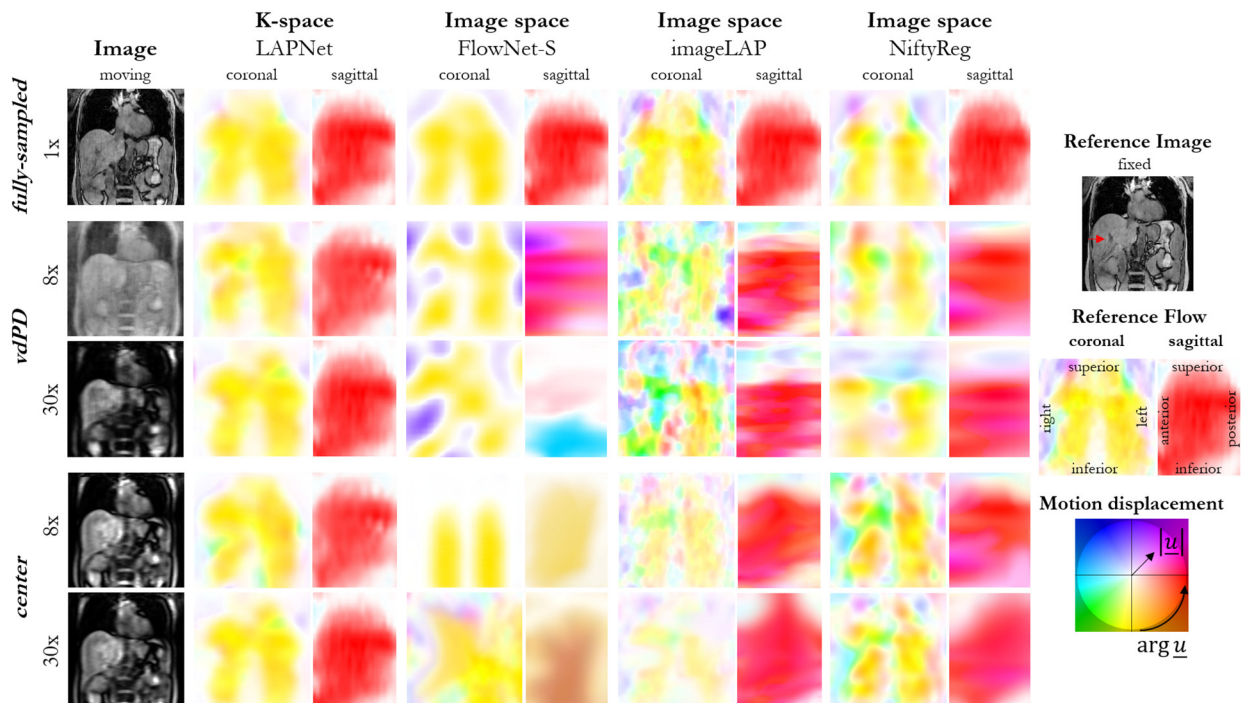 K-space
Image space
Image space
Image space
Image
LAPNet
FlowNet-S
imageLAP
NiftyReg
moving
coronal
sagittal
coronal
sagittal
coronal
sagittal
coronal
sagittal
fully-sampled
1x
vdPD
8x
30x
center
8x
30x
Reference Image
fixed
Reference Flow
coronal
sagittal
superior
superior
right
left
anterior
posterior
inferior
inferior
Motion displacement
|u|
arg u